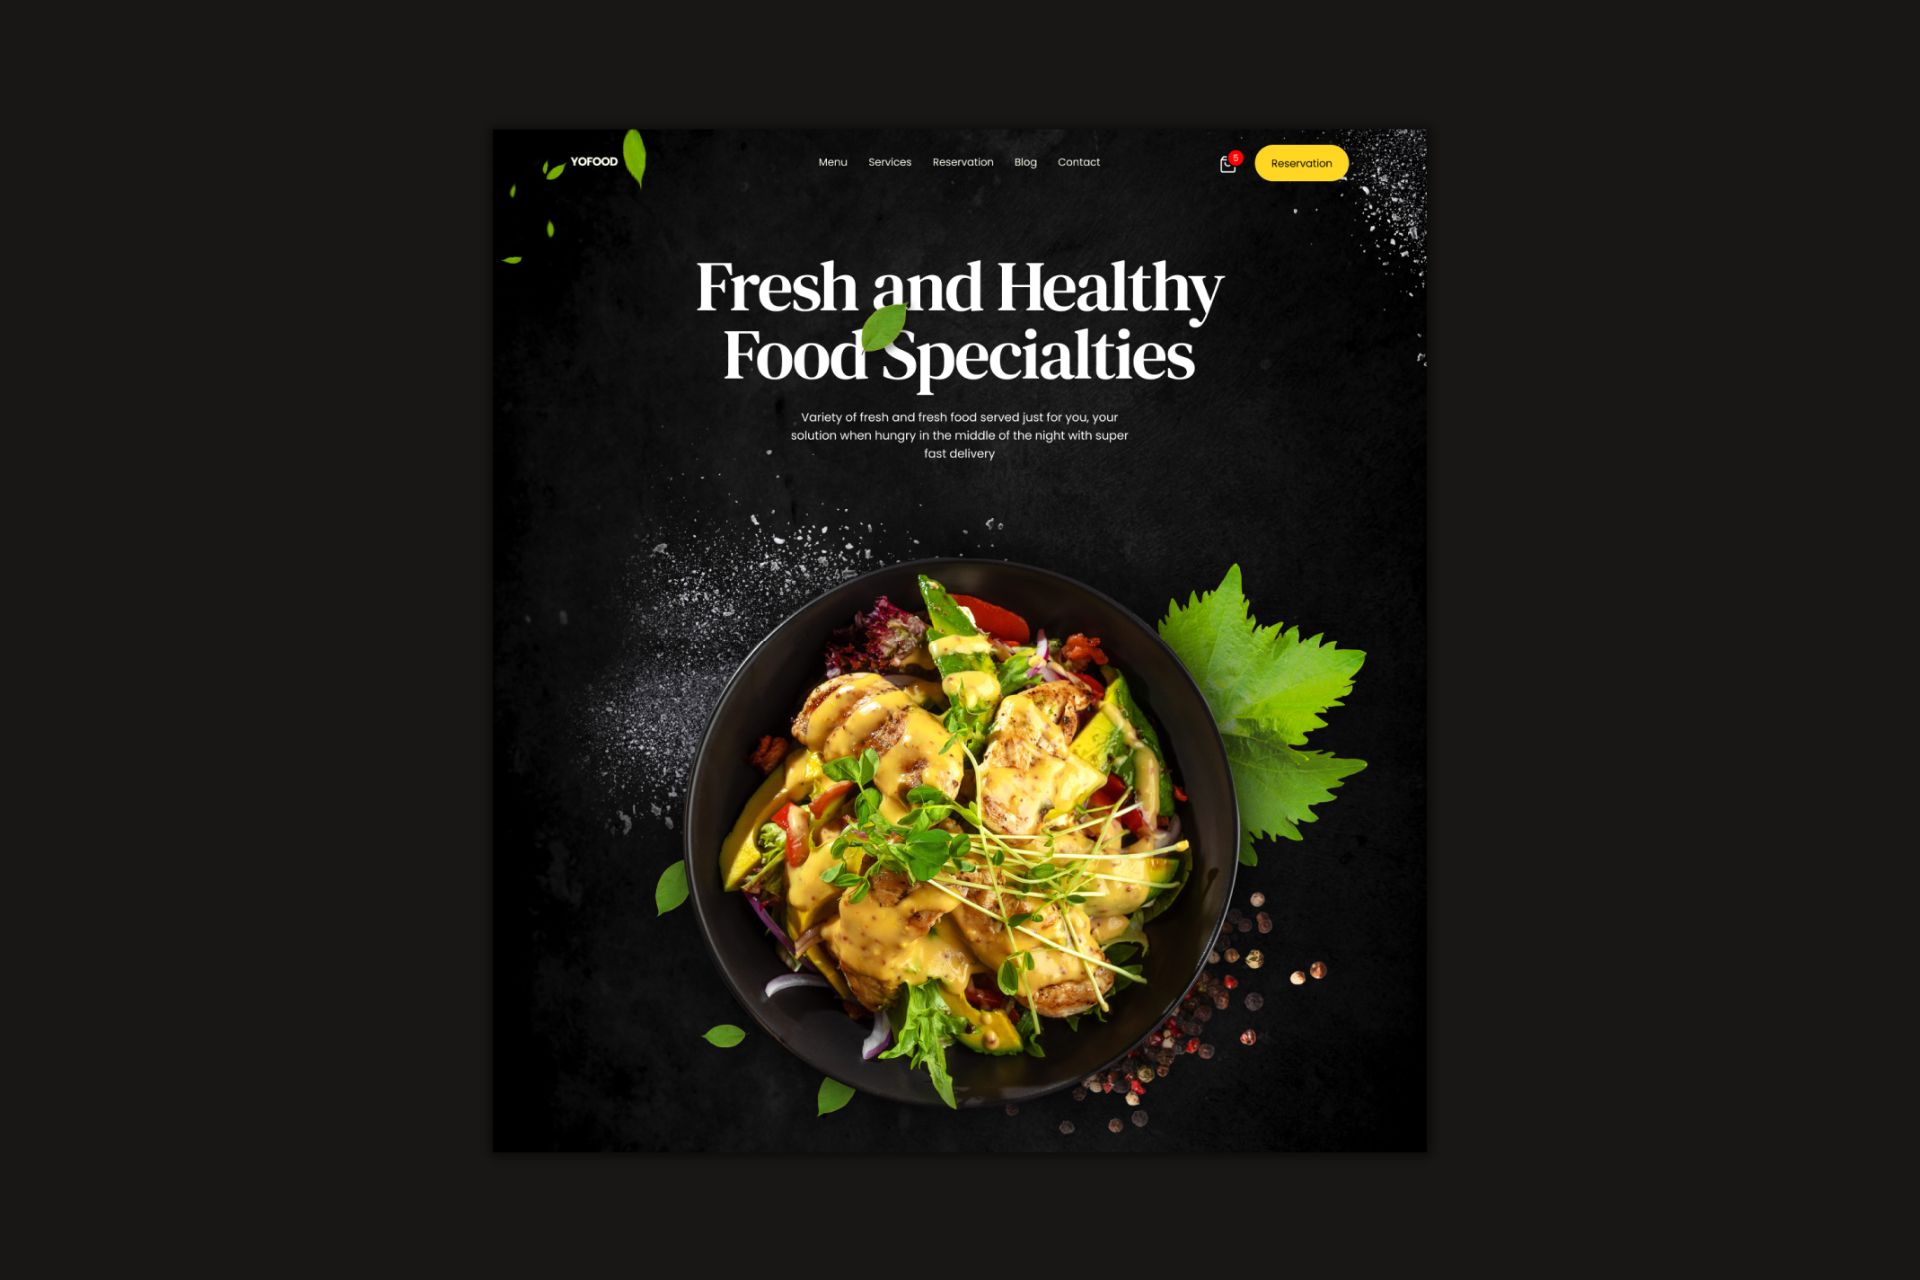 YOFOOD
Menu Services Reservation Blog Contact
5
Reservation
Fresh and Healthy
Food Specialties
Variety of fresh and fresh food served just for you, your
solution when hungry in the middle of the night with super
fast delivery